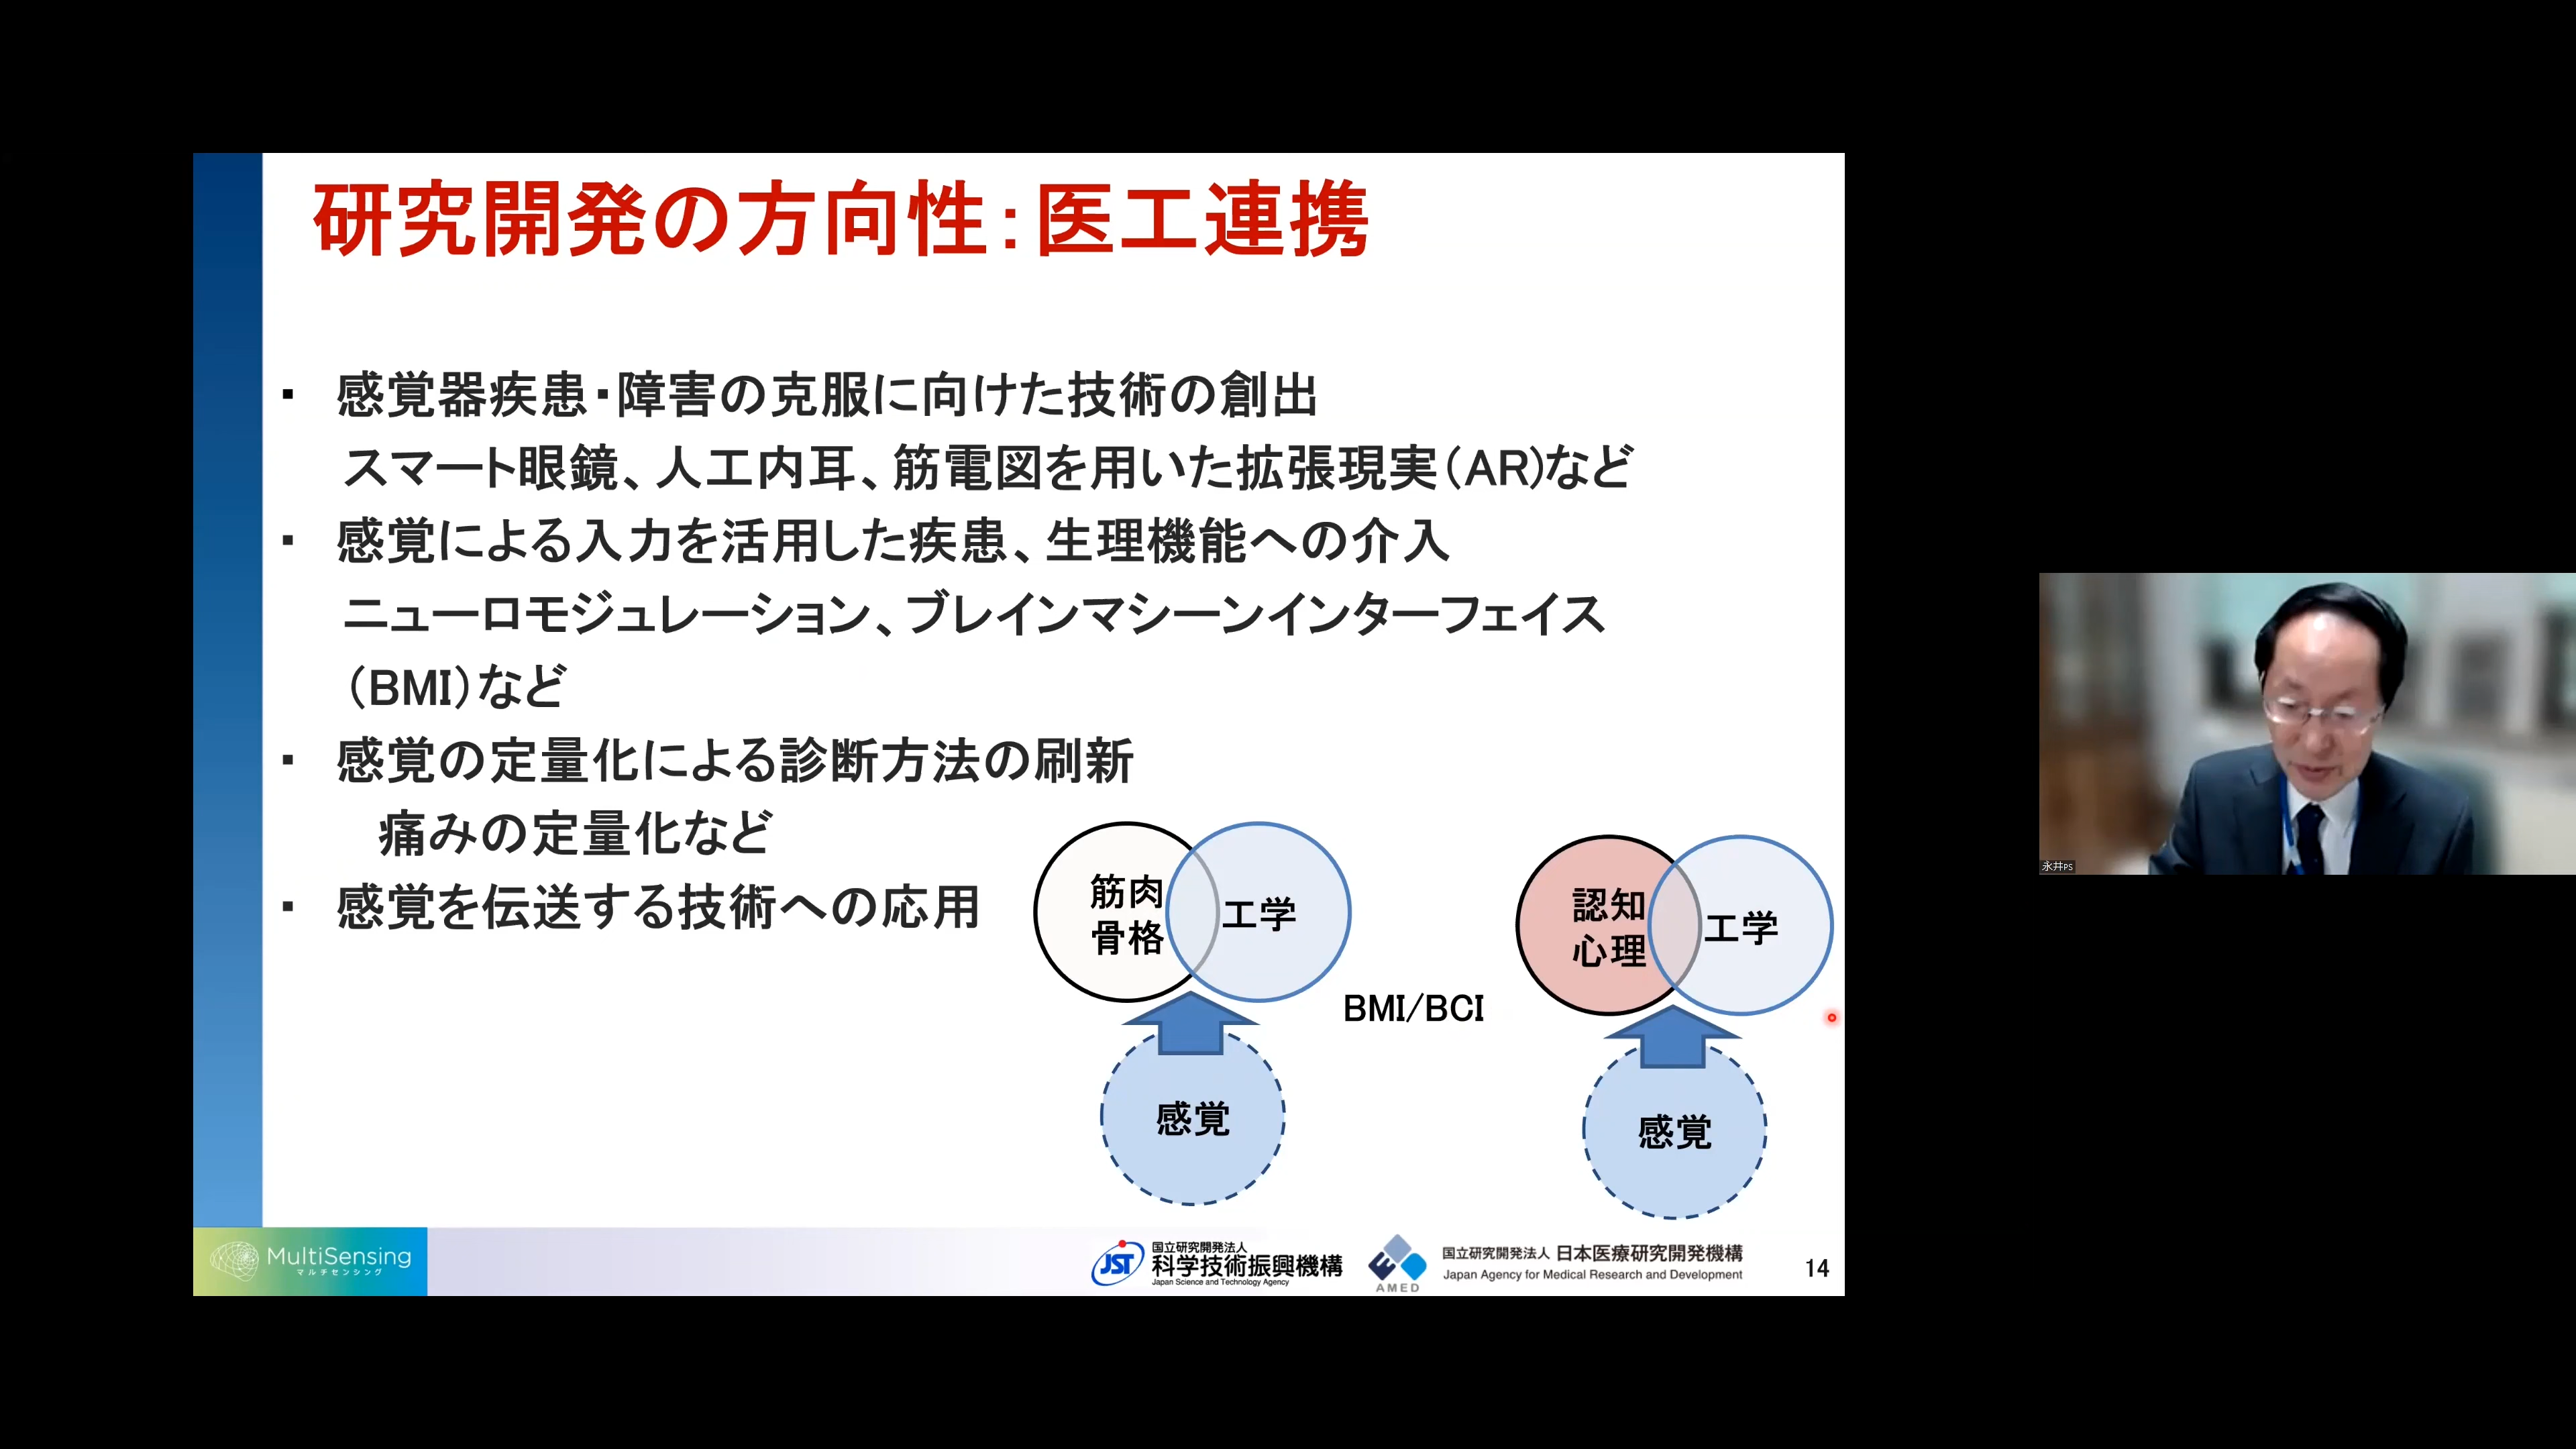 研究開発の方向性：医工連携
・ 感覚器疾患・障害の克服に向けた技術の創出
スマート眼鏡、人工内耳、筋電図を用いた拡張現実（AR)など
・ 感覚による入力を活用した疾患、生理機能への介入
ニューロモジュレーション、ブレインマシーンインターフェイス
（BMI）など
・ 感覚の定量化による診断方法の刷新
痛みの定量化など
・ 感覚を伝送する技術への応用
筋肉
骨格
工学
感覚
BMI/BCI
認知
心理
工学
感覚
MultiSensing
マルチセンシング
JST
国立研究開発法人
科学技術振興機構
Japan Science and Technology Agency
AMED
国立研究開発法人 日本医療研究開発機構
Japan Agency for Medical Research and Development
14
永井PS